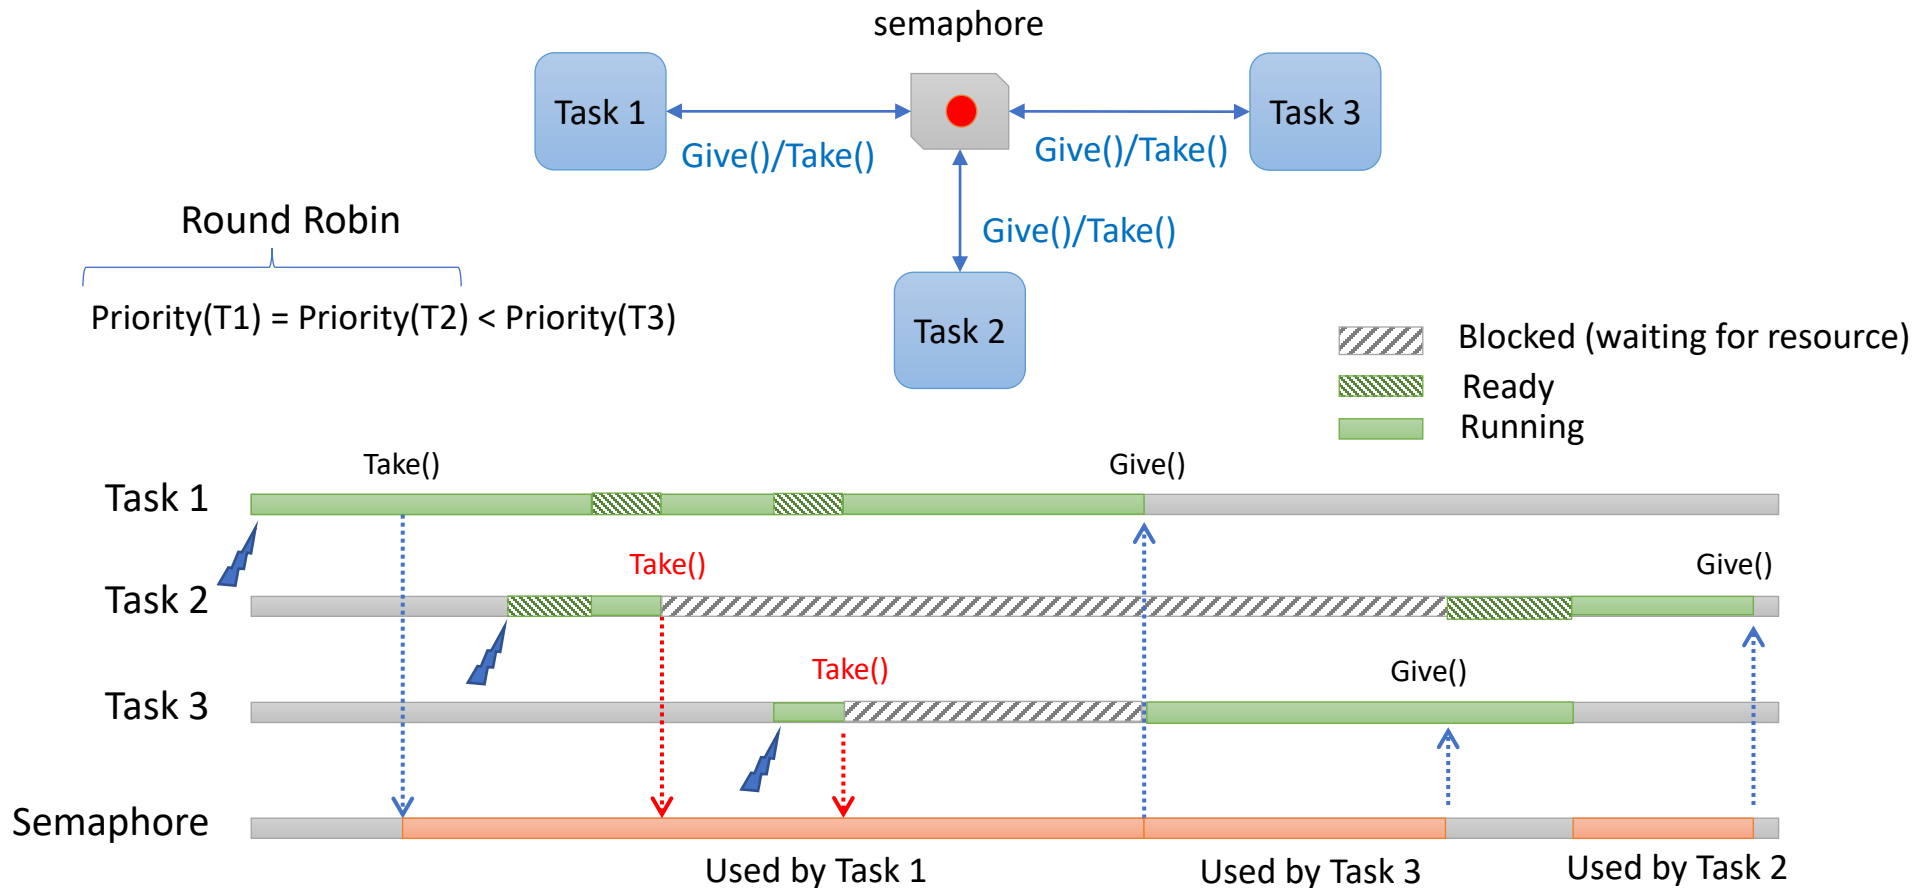 semaphore
Task 1
Task 3
Give()/Take()
Give()/Take()
Round Robin
Give()/Take()
Priority(T1) = Priority(T2) < Priority(T3)
Task 2
Blocked (waiting for resource)
Ready
Running
Take()
Give()
Task 1
Take()
Give()
Task 2
Take()
Give()
Task 3
Semaphore
Used by Task 1
Used by Task 3
Used by Task 2